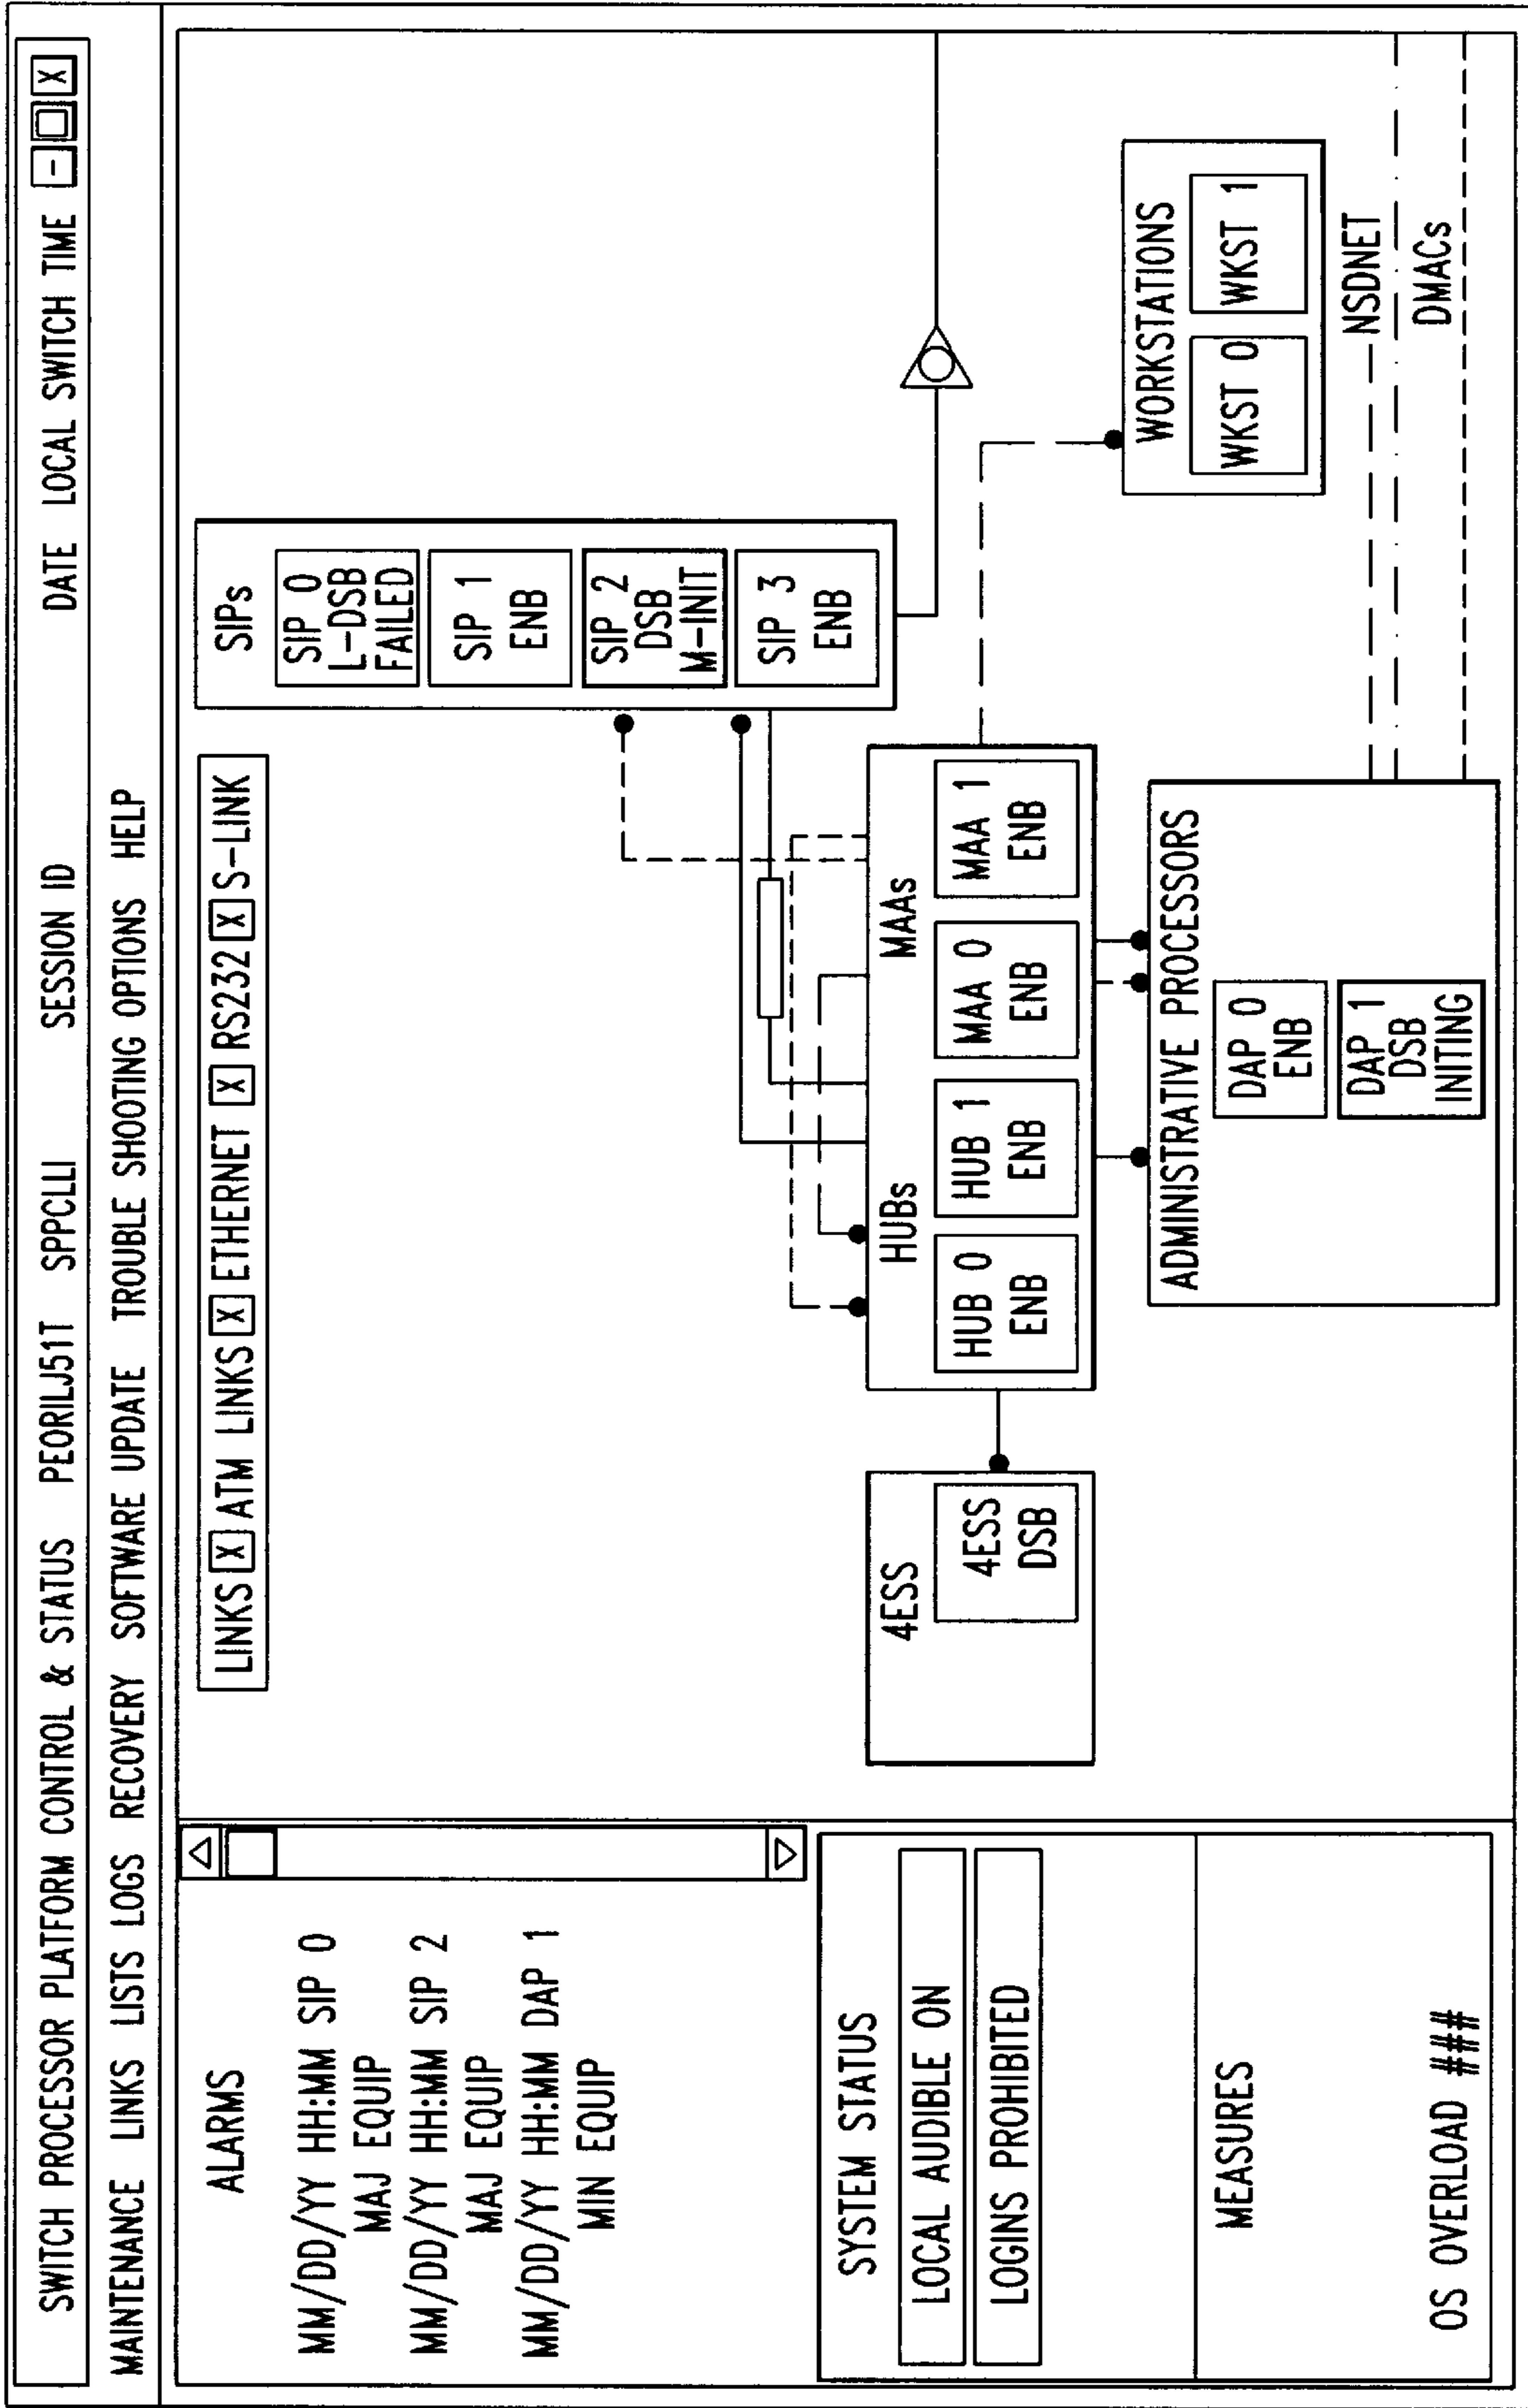 SWITCH PROCESSOR PLATFORM CONTROL & STATUS PEORILJ51T SPPCLLI SESSION ID DATE LOCAL SWITCH TIME - X
MAINTENANCE LINKS LISTS LOGS RECOVERY SOFTWARE UPDATE TROUBLE SHOOTING OPTIONS HELP
ALARMS
MM/DD/YY HH:MM SIP 0
MAJ EQUIP
MM/DD/YY HH:MM SIP 2
MAJ EQUIP
MM/DD/YY HH:MM DAP 1
MIN EQUIP
SYSTEM STATUS
LOCAL AUDIBLE ON
LOGINS PROHIBITED
MEASURES
OS OVERLOAD ###
LINKS X ATM LINKS X ETHERNET X RS232 X S-LINK
SIPs
SIP 0
L-DSB
FAILED
SIP 1
ENB
SIP 2
DSB
M-INIT
SIP 3
ENB
4ESS
4ESS
DSB
HUBs MAAs
HUB 0
ENB
HUB 1
ENB
MAA 0
ENB
MAA 1
ENB
WORKSTATIONS
WKST 0
WKST 1
ADMINISTRATIVE PROCESSORS
DAP 0
ENB
DAP 1
DSB
INITING
NSDNET
DMACs